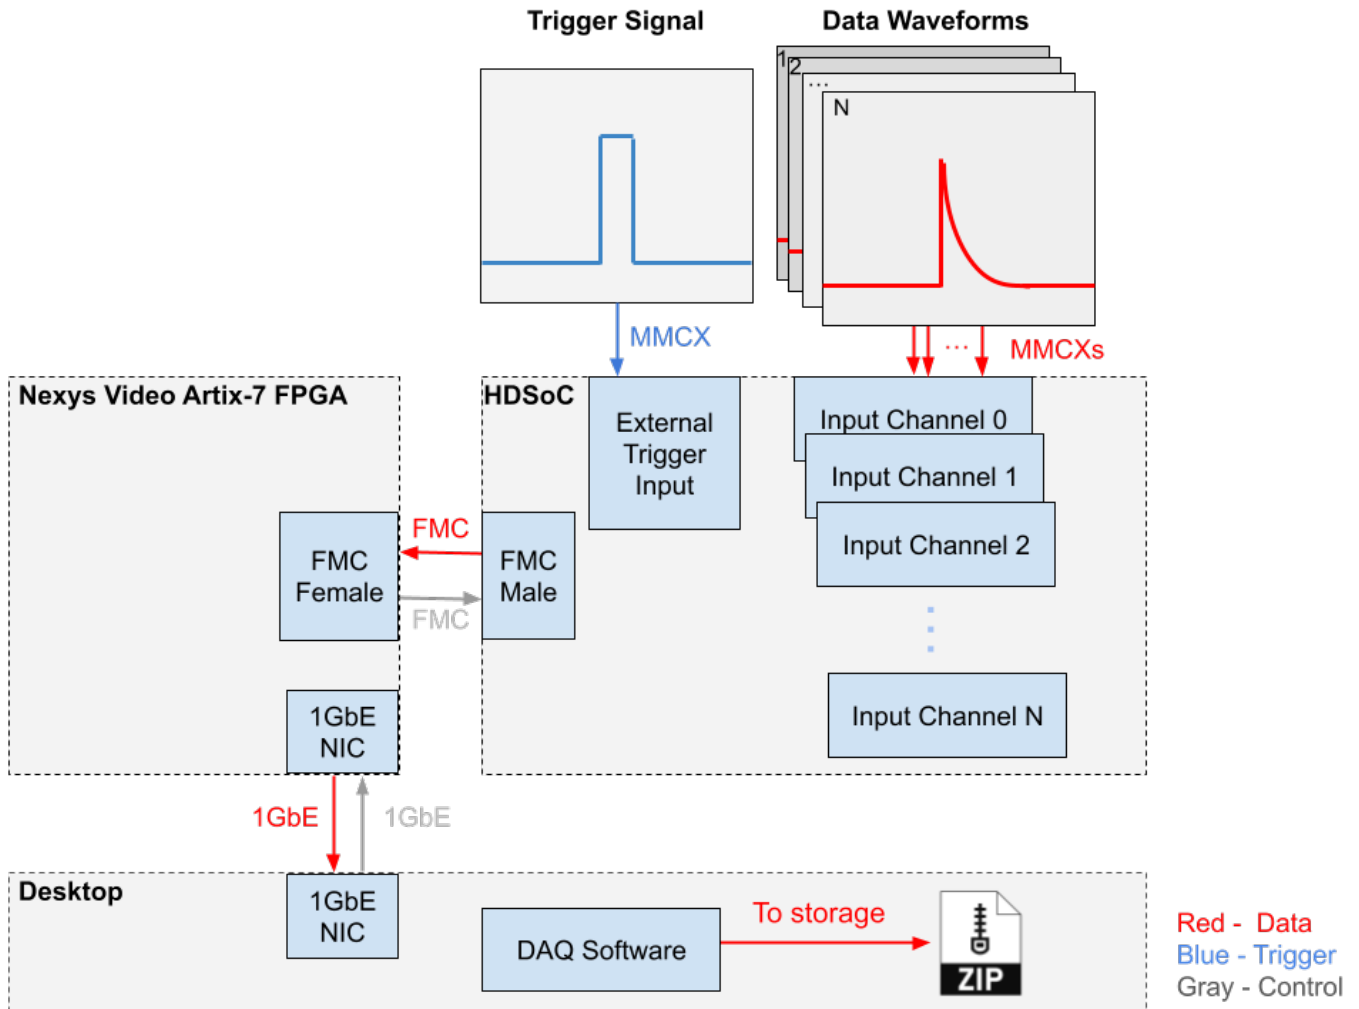 Trigger Signal
Data Waveforms
1
2
...
N
MMCX
...
MMCXs
Nexys Video Artix-7 FPGA
HDSoC
External
Trigger
Input
Input Channel 0
Input Channel 1
Input Channel 2
Input Channel N
FMC
Female
FMC
FMC
FMC
Male
1GbE
NIC
1GbE
1GbE
Desktop
1GbE
NIC
DAQ Software
To storage
ZIP
Red - Data
Blue - Trigger
Gray - Control